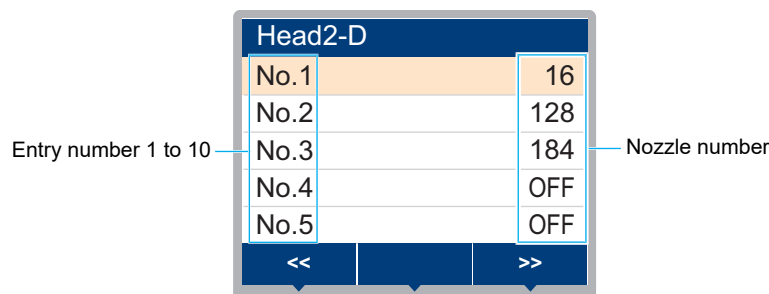 Head2-D
No.1 16
No.2 128
Entry number 1 to 10 No.3 184 Nozzle number
No.4 OFF
No.5 OFF
<< >>